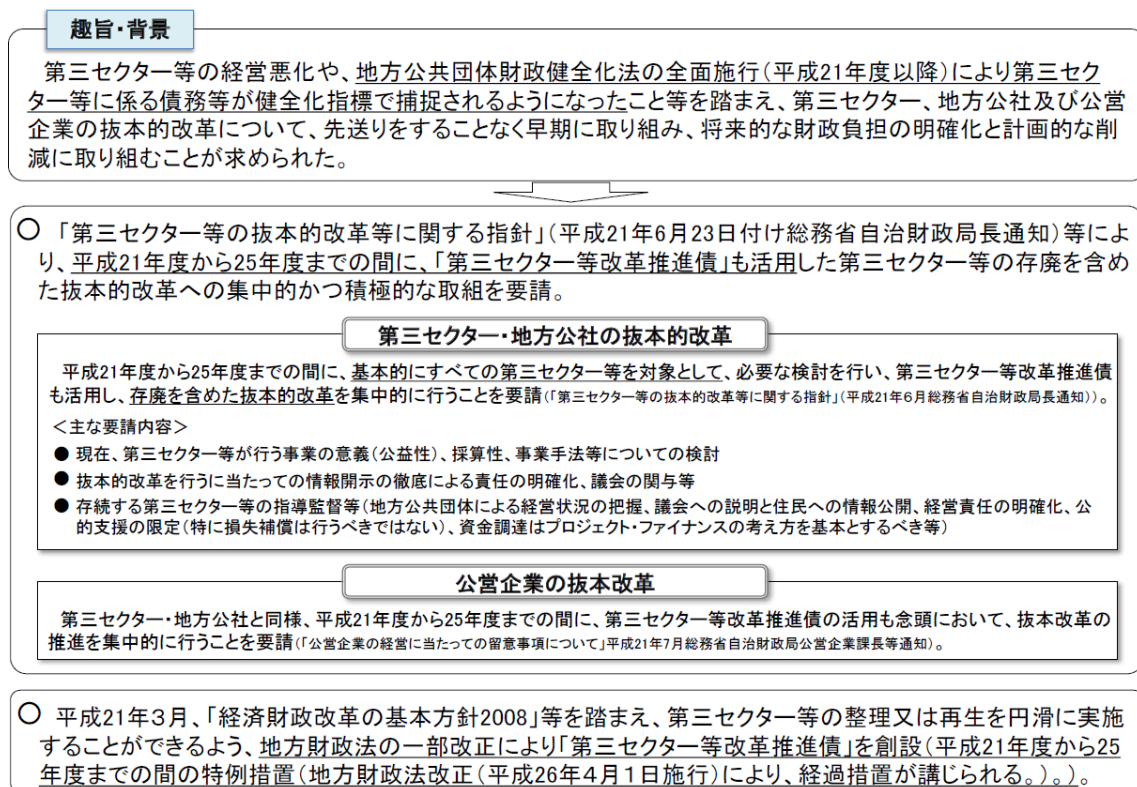 趣旨・背景
第三セクター等の経営悪化や、地方公共団体財政健全化法の全面施行（平成21年度以降）により第三セク
ター等に係る債務等が健全化指標で捕捉されるようになったこと等を踏まえ、第三セクター、地方公社及び公営
企業の抜本的改革について、先送りをすることなく早期に取り組み、将来的な財政負担の明確化と計画的な削
減に取り組むことが求められた。
○ 「第三セクター等の抜本的改革等に関する指針」（平成21年6月23日付け総務省自治財政局長通知）等によ
り、平成21年度から25年度までの間に、「第三セクター等改革推進債」も活用した第三セクター等の存廃を含め
た抜本的改革への集中的かつ積極的な取組を要請。
第三セクター・地方公社の抜本的改革
平成21年度から25年度までの間に、基本的にすべての第三セクター等を対象として、必要な検討を行い、第三セクター等改革推進債
も活用し、存廃を含めた抜本的改革を集中的に行うことを要請（「第三セクター等の抜本的改革等に関する指針」（平成21年6月総務省自治財政局長通知））。
＜主な要請内容＞
● 現在、第三セクター等が行う事業の意義（公益性）、採算性、事業手法等についての検討
● 抜本的改革を行うに当たっての情報開示の徹底による責任の明確化、議会の関与等
● 存続する第三セクター等の指導監督等（地方公共団体による経営状況の把握、議会への説明と住民への情報公開、経営責任の明確化、公
的支援の限定（特に損失補償は行うべきではない）、資金調達はプロジェクト・ファイナンスの考え方を基本とするべき等）
公営企業の抜本改革
第三セクター・地方公社と同様、平成21年度から25年度までの間に、第三セクター等改革推進債の活用も念頭において、抜本改革の
推進を集中的に行うことを要請（「公営企業の経営に当たっての留意事項について」平成21年7月総務省自治財政局公営企業課長等通知）。
○ 平成21年３月、「経済財政改革の基本方針2008」等を踏まえ、第三セクター等の整理又は再生を円滑に実施
することができるよう、地方財政法の一部改正により「第三セクター等改革推進債」を創設（平成21年度から25
年度までの間の特例措置（地方財政法改正（平成26年４月１日施行）により、経過措置が講じられる。）。）。